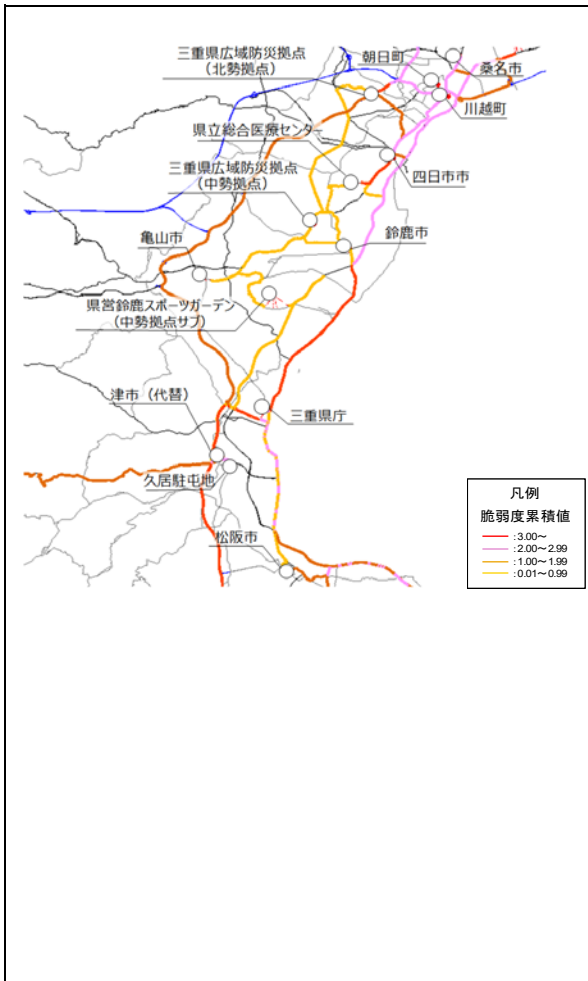 三重県広域防災拠点
（北勢拠点）
朝日町
桑名市
川越町
県立総合医療センター
四日市市
三重県広域防災拠点
（中勢拠点）
亀山市
鈴鹿市
県営鈴鹿スポーツガーデン
（中勢拠点サブ）
津市（代替）
三重県庁
久居駐屯地
松阪市
凡例
脆弱度累積値
:3.00～
:2.00～2.99
:1.00～1.99
:0.01～0.99